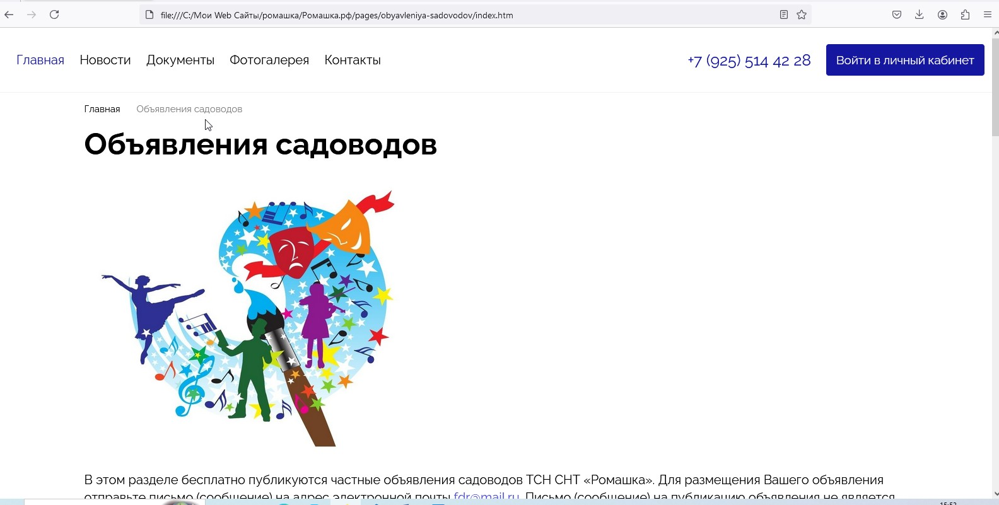 file:///C:/Мои Web Сайты/ромашка/Ромашка.рф/pages/obyavleniya-sadovodov/index.htm
Главная Новости Документы Фотогалерея Контакты +7 (925) 514 42 28 Войти в личный кабинет
Главная Объявления садоводов
Объявления садоводов
В этом разделе бесплатно публикуются частные объявления садоводов ТСН СНТ «Ромашка». Для размещения Вашего объявления
отправьте письмо (сообщение) на адрес электронной почты fdr@mail.ru. Письмо (сообщение) на публикацию объявления не является
15:52